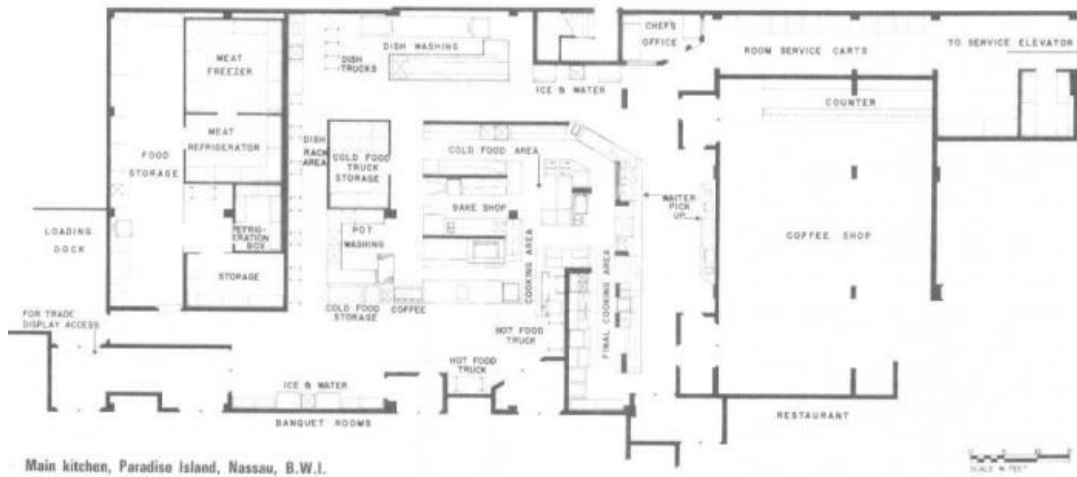 CHEF'S
OFFICE
DISH WASHING
ROOM SERVICE CARTS
TO SERVICE ELEVATOR
MEAT
FREEZER
DISH
TRUCKS
ICE & WATER
COUNTER
MEAT
REFRIGERATOR
DISH
RACK
AREA
COLD FOOD
TRUCK
STORAGE
COLD FOOD AREA
FOOD
STORAGE
WAITER
PICK
UP
BAKE SHOP
LOADING
DOCK
REFRIG-
ERATION
BOX
POT
WASHING
COFFEE SHOP
STORAGE
COOKING AREA
FINAL COOKING AREA
FOR TRADE
DISPLAY ACCESS
COLD FOOD
STORAGE
COFFEE
HOT FOOD
TRUCK
HOT FOOD
TRUCK
ICE & WATER
BANQUET ROOMS
RESTAURANT
Main kitchen, Paradise Island, Nassau, B.W.I.
SCALE IN FEET